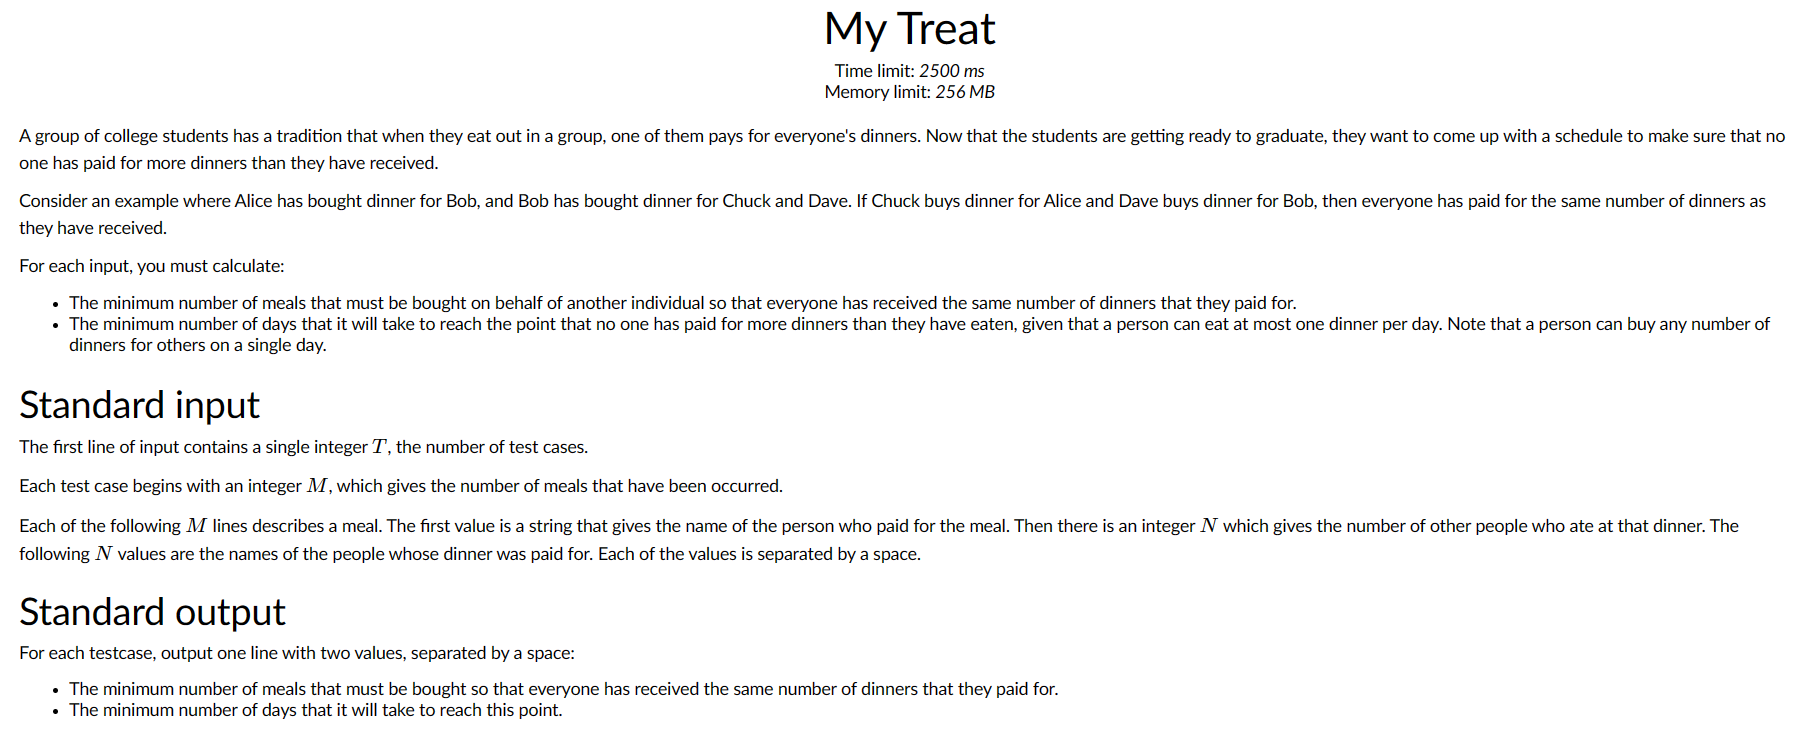 My Treat
Time limit: 2500 ms
Memory limit: 256 MB
A group of college students has a tradition that when they eat out in a group, one of them pays for everyone's dinners. Now that the students are getting ready to graduate, they want to come up with a schedule to make sure that no
one has paid for more dinners than they have received.
Consider an example where Alice has bought dinner for Bob, and Bob has bought dinner for Chuck and Dave. If Chuck buys dinner for Alice and Dave buys dinner for Bob, then everyone has paid for the same number of dinners as
they have received.
For each input, you must calculate:
• The minimum number of meals that must be bought on behalf of another individual so that everyone has received the same number of dinners that they paid for.
• The minimum number of days that it will take to reach the point that no one has paid for more dinners than they have eaten, given that a person can eat at most one dinner per day. Note that a person can buy any number of
dinners for others on a single day.
Standard input
The first line of input contains a single integer T, the number of test cases.
Each test case begins with an integer M, which gives the number of meals that have been occurred.
Each of the following M lines describes a meal. The first value is a string that gives the name of the person who paid for the meal. Then there is an integer N which gives the number of other people who ate at that dinner. The
following N values are the names of the people whose dinner was paid for. Each of the values is separated by a space.
Standard output
For each testcase, output one line with two values, separated by a space:
• The minimum number of meals that must be bought so that everyone has received the same number of dinners that they paid for.
• The minimum number of days that it will take to reach this point.